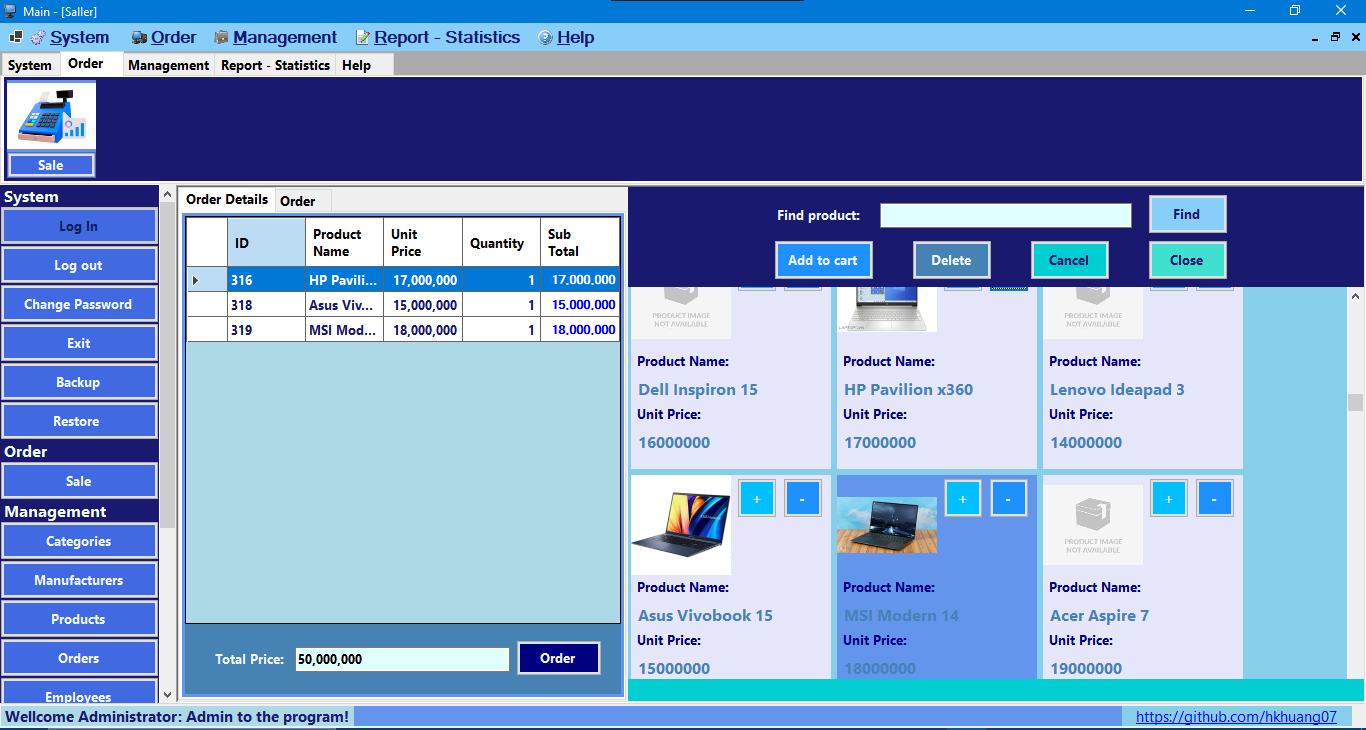 Main - [Saller]
System Order Management Report - Statistics Help
System Order Management Report - Statistics Help
Sale
System
Log In
Log out
Change Password
Exit
Backup
Restore
Order
Sale
Management
Categories
Manufacturers
Products
Orders
Employees
Order Details Order
ID Product Name Unit Price Quantity Sub Total
316 HP Pavili... 17,000,000 1 17,000,000
318 Asus Viv... 15,000,000 1 15,000,000
319 MSI Mod... 18,000,000 1 18,000,000
Total Price: 50,000,000 Order
Find product: Find
Add to cart Delete Cancel Close
PRODUCT IMAGE
NOT AVAILABLE
Product Name:
Dell Inspiron 15
Unit Price:
16000000
Product Name:
HP Pavilion x360
Unit Price:
17000000
PRODUCT IMAGE
NOT AVAILABLE
Product Name:
Lenovo Ideapad 3
Unit Price:
14000000
+ -
Product Name:
Asus Vivobook 15
Unit Price:
15000000
+ -
Product Name:
MSI Modern 14
Unit Price:
18000000
+ -
PRODUCT IMAGE
NOT AVAILABLE
Product Name:
Acer Aspire 7
Unit Price:
19000000
Wellcome Administrator: Admin to the program!
https://github.com/hkhuang07